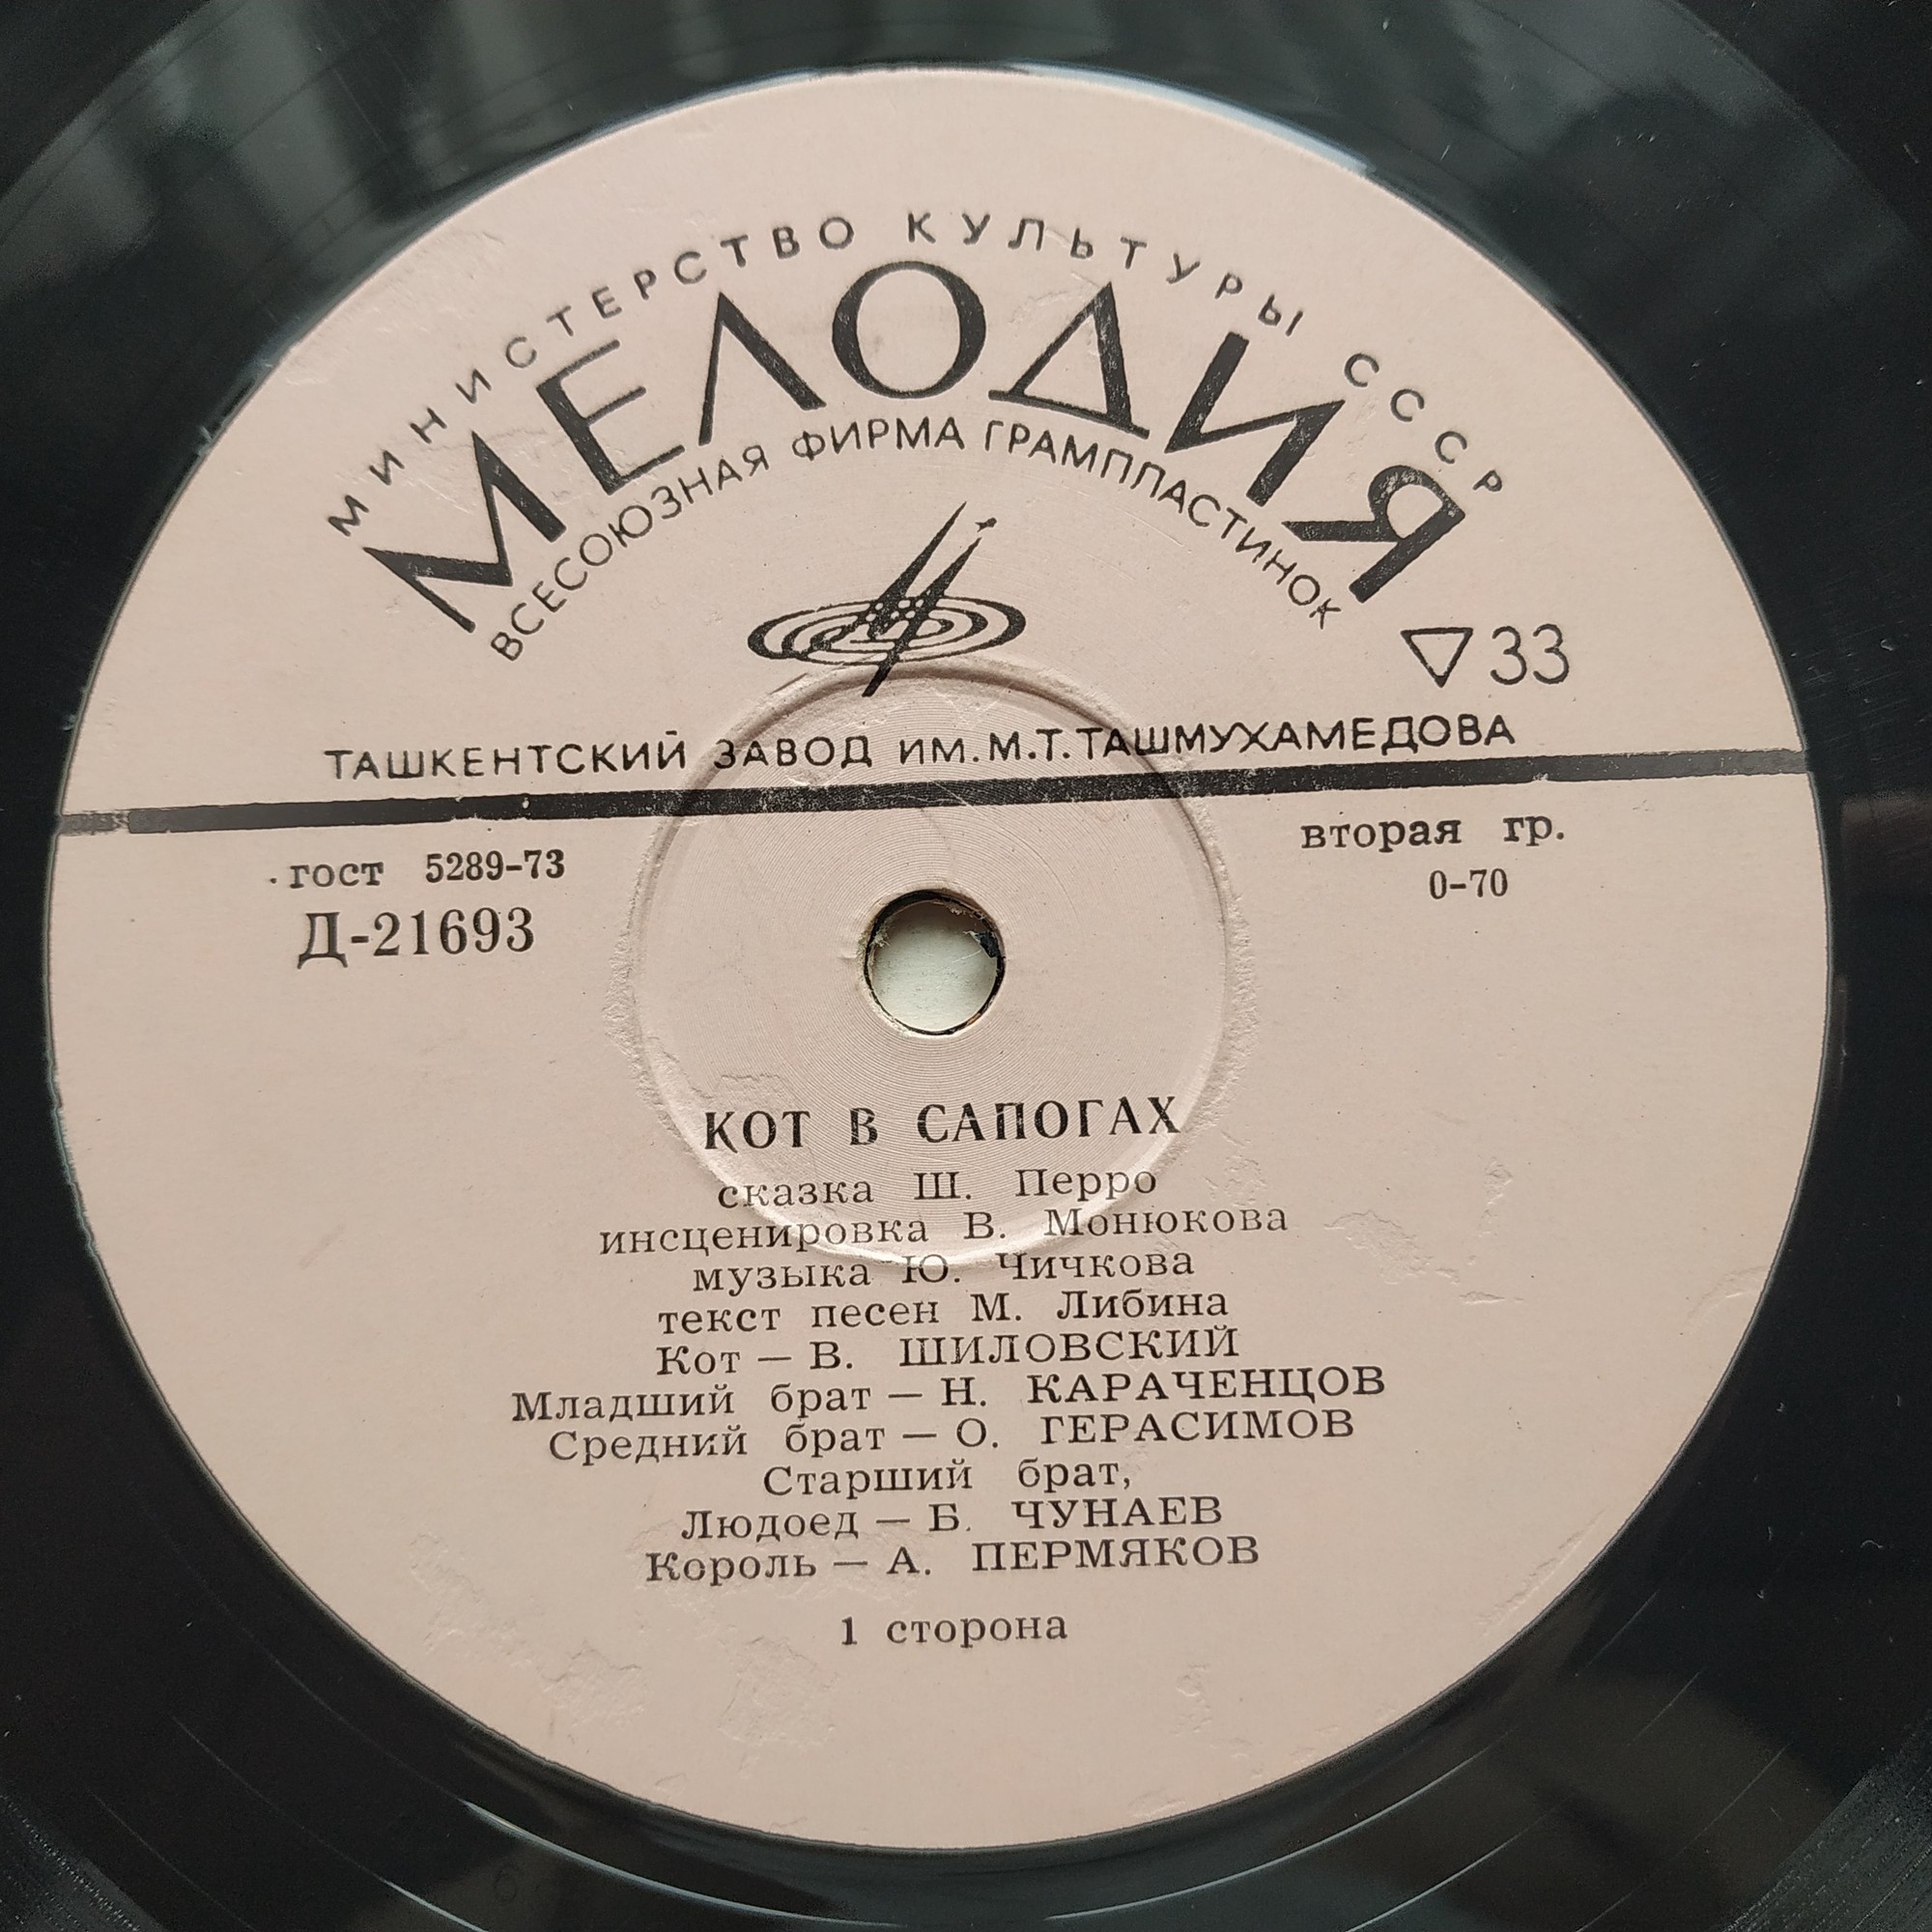 МИНИСТЕРСТВО КУЛЬТУРЫ СССР
МЕЛОДИЯ
ВСЕСОЮЗНАЯ ФИРМА ГРАМПЛАСТИНОК
33
ТАШКЕНТСКИЙ ЗАВОД ИМ. М.Т. ТАШМУХАМЕДОВА
гост 5289-73
Д-21693
вторая гр.
0-70
КОТ В САПОГАХ
сказка Ш. Перро
инсценировка В. Монюкова
музыка Ю. Чичкова
текст песен М. Либина
Кот — В. ШИЛОВСКИЙ
Младший брат — Н. КАРАЧЕНЦОВ
Средний брат — О. ГЕРАСИМОВ
Старший брат,
Людоед — Б. ЧУНАЕВ
Король — А. ПЕРМЯКОВ
1 сторона